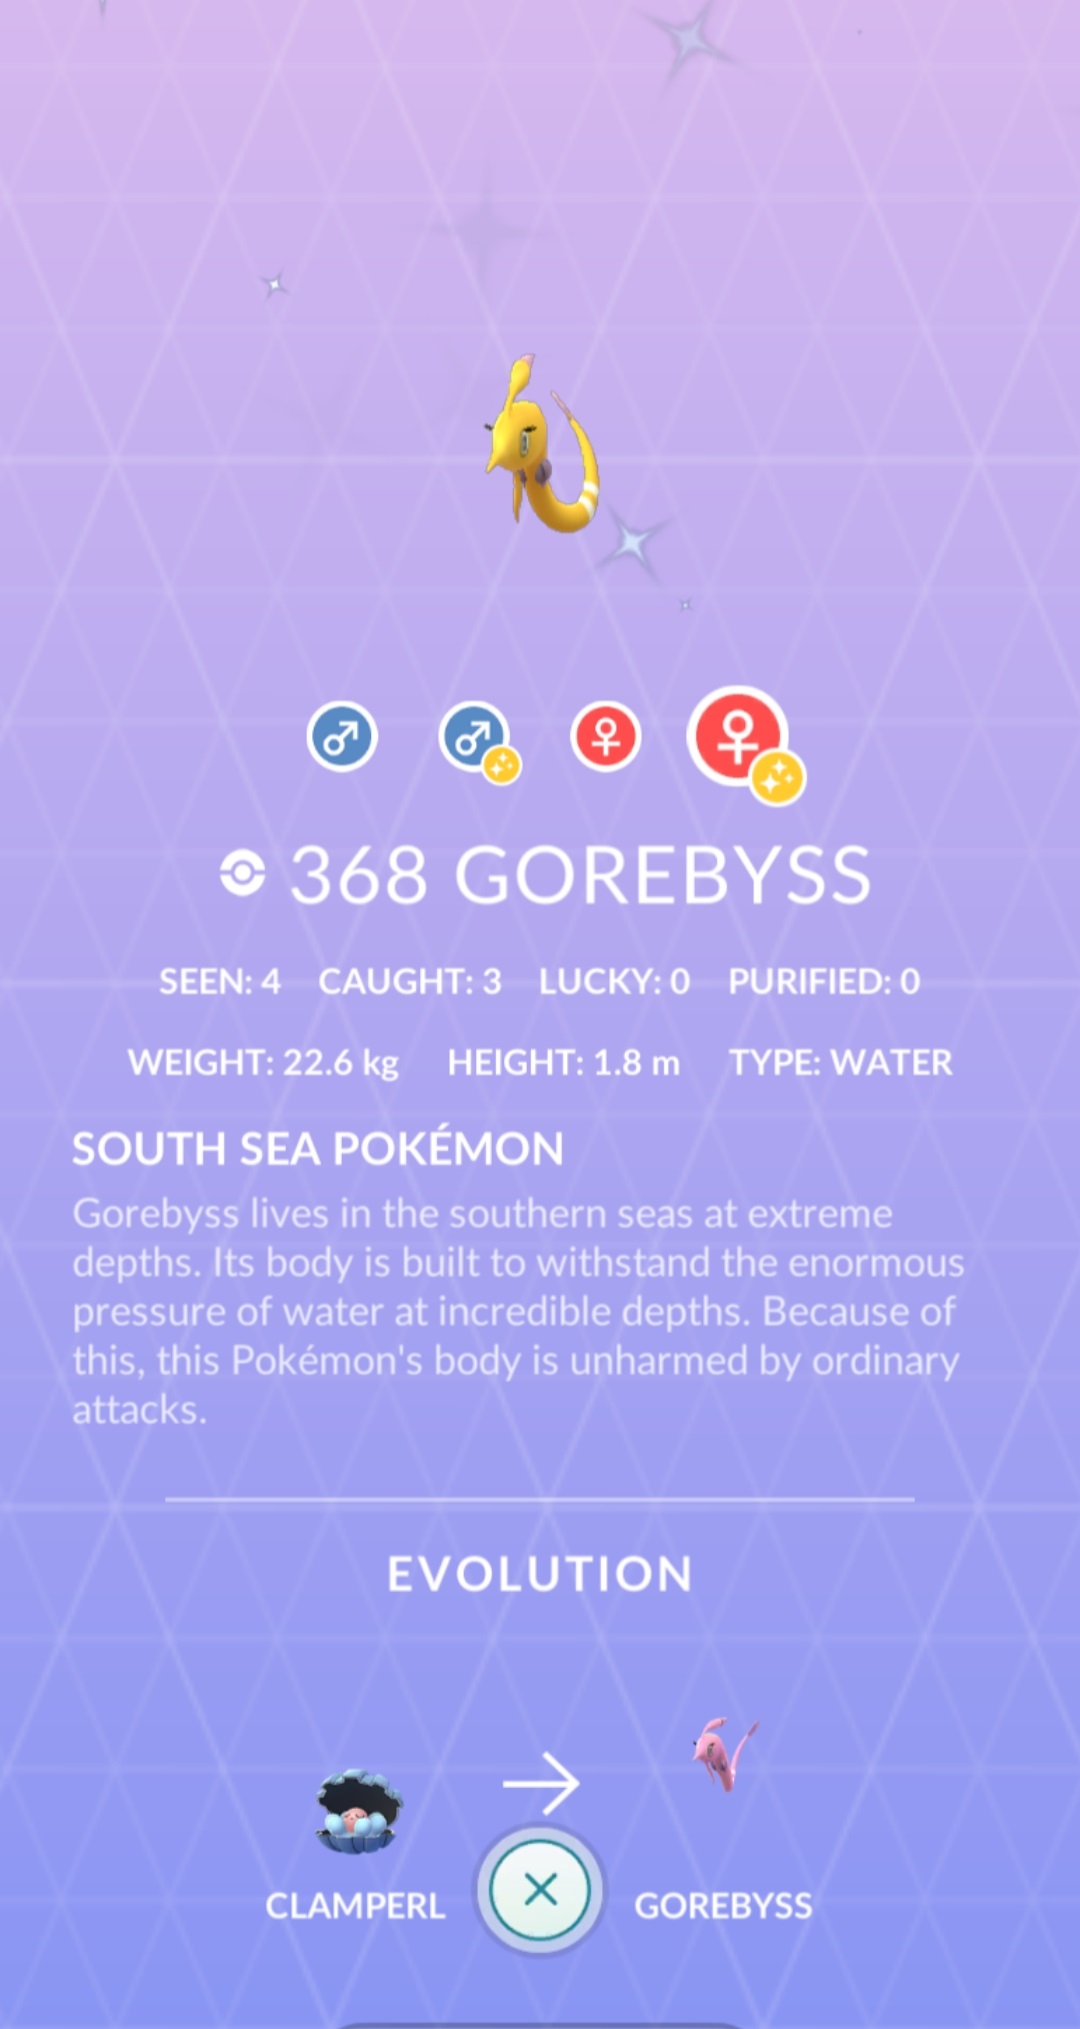 368 GOREBYSS
SEEN: 4 CAUGHT: 3 LUCKY: 0 PURIFIED: 0
WEIGHT: 22.6 kg HEIGHT: 1.8 m TYPE: WATER
SOUTH SEA POKÉMON
Gorebyss lives in the southern seas at extreme
depths. Its body is built to withstand the enormous
pressure of water at incredible depths. Because of
this, this Pokémon's body is unharmed by ordinary
attacks.
EVOLUTION
CLAMPERL GOREBYSS